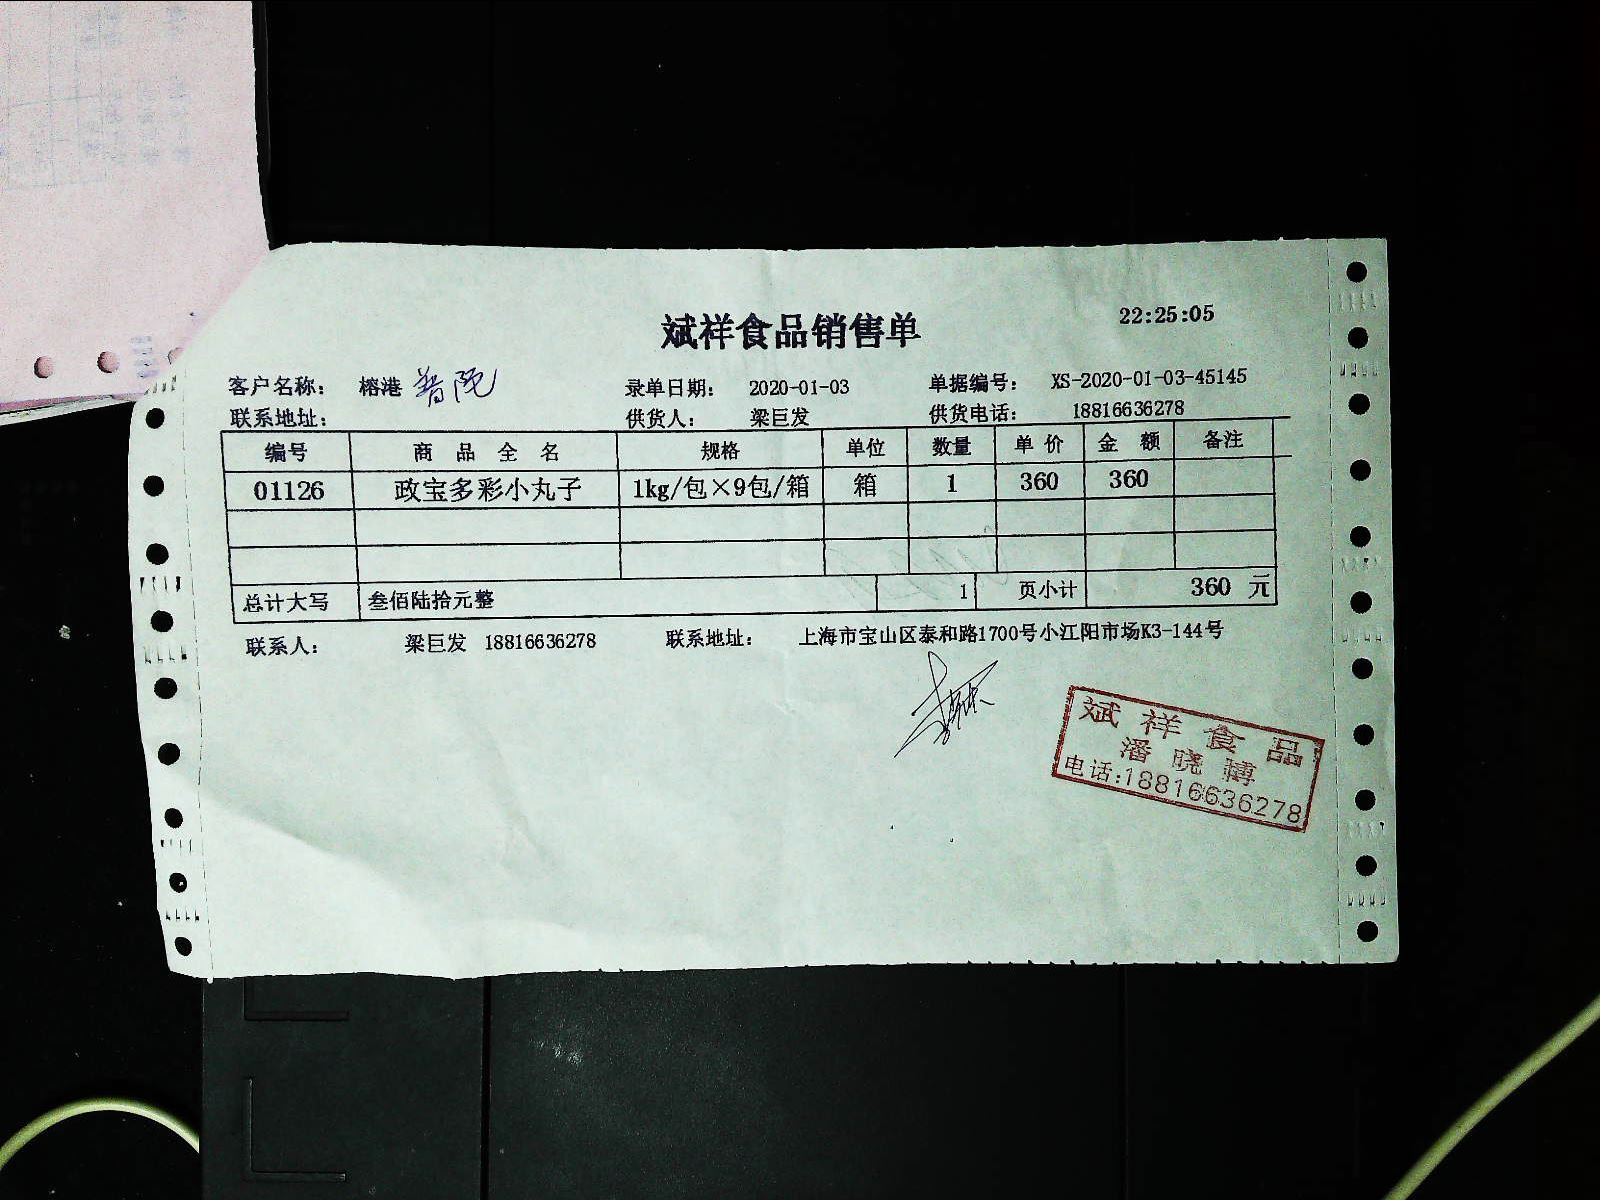 斌祥食品销售单 22:25:05
客户名称: 榕港 普陀 录单日期: 2020-01-03 单据编号: XS-2020-01-03-45145
联系地址: 供货人: 梁巨发 供货电话: 18816636278
编号 商品全名 规格 单位 数量 单价 金额 备注
01126 政宝多彩小丸子 1kg/包×9包/箱 箱 1 360 360
总计大写 叁佰陆拾元整 1 页小计 360 元
联系人: 梁巨发 18816636278 联系地址: 上海市宝山区泰和路1700号小江阳市场K3-144号
斌祥食品
潘晓博
电话:18816636278